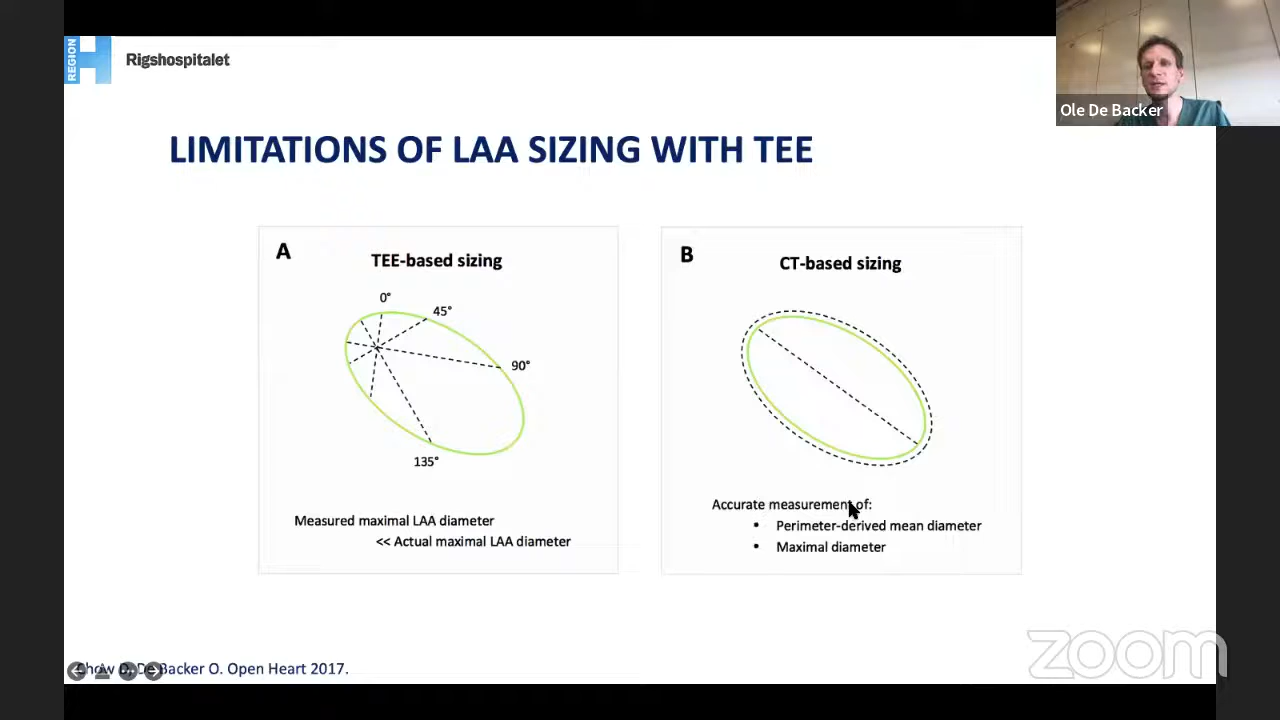 REGION
H
Rigshospitalet
Ole De Backer
LIMITATIONS OF LAA SIZING WITH TEE
A
TEE-based sizing
0°
45°
90°
135°
Measured maximal LAA diameter
<< Actual maximal LAA diameter
B
CT-based sizing
Accurate measurement of:
• Perimeter-derived mean diameter
• Maximal diameter
Backer O. Open Heart 2017.
zoom